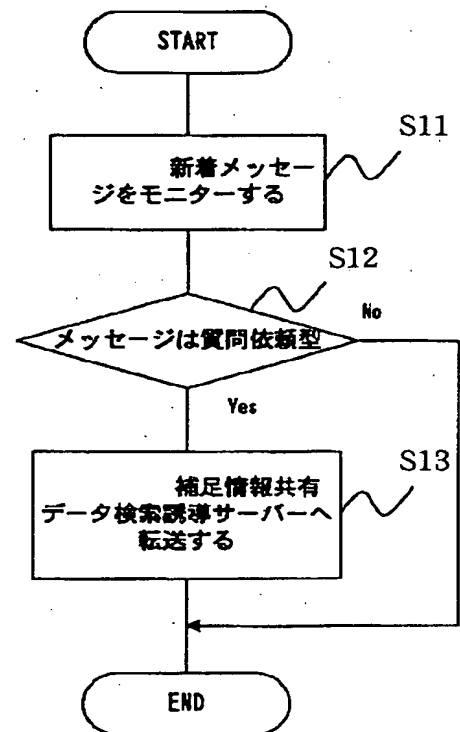 START
S11
新着メッセー
ジをモニターする
S12
No
メッセージは質問依頼型
Yes
S13
補足情報共有
データ検索誘導サーバーへ
転送する
END